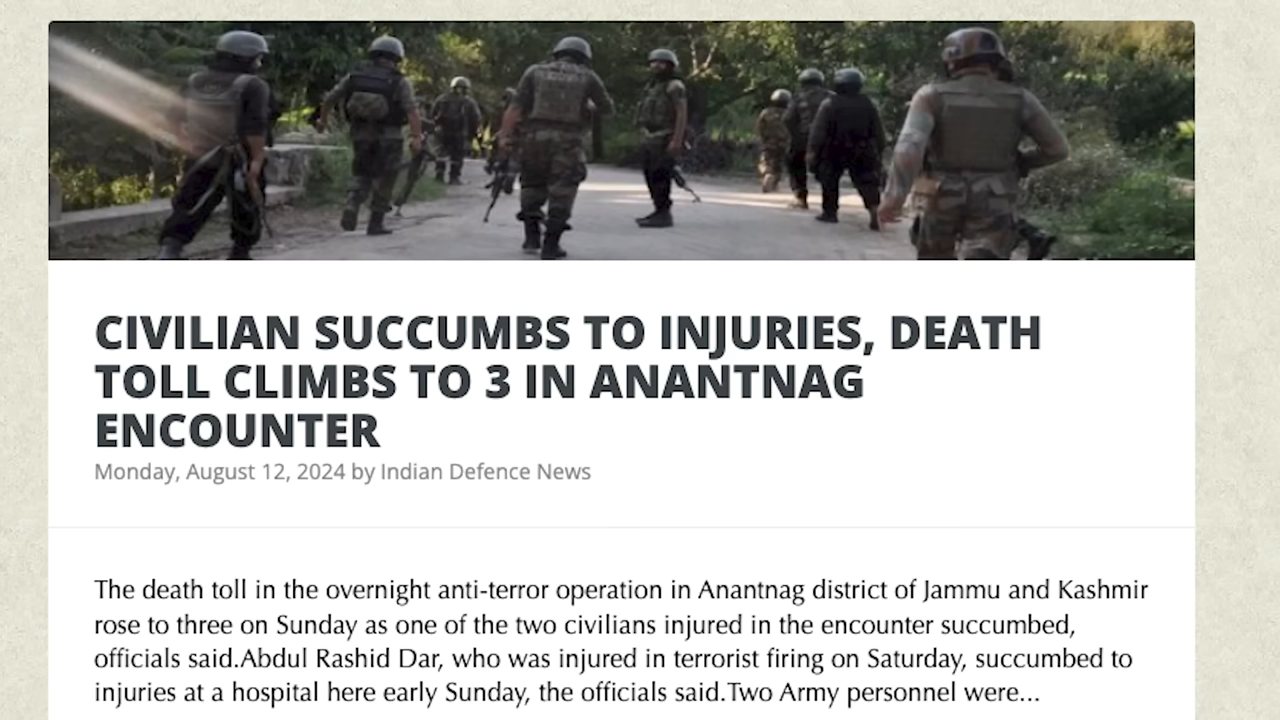 CIVILIAN SUCCUMBS TO INJURIES, DEATH
TOLL CLIMBS TO 3 IN ANANTNAG
ENCOUNTER
Monday, August 12, 2024 by Indian Defence News
The death toll in the overnight anti-terror operation in Anantnag district of Jammu and Kashmir
rose to three on Sunday as one of the two civilians injured in the encounter succumbed,
officials said.Abdul Rashid Dar, who was injured in terrorist firing on Saturday, succumbed to
injuries at a hospital here early Sunday, the officials said.Two Army personnel were...